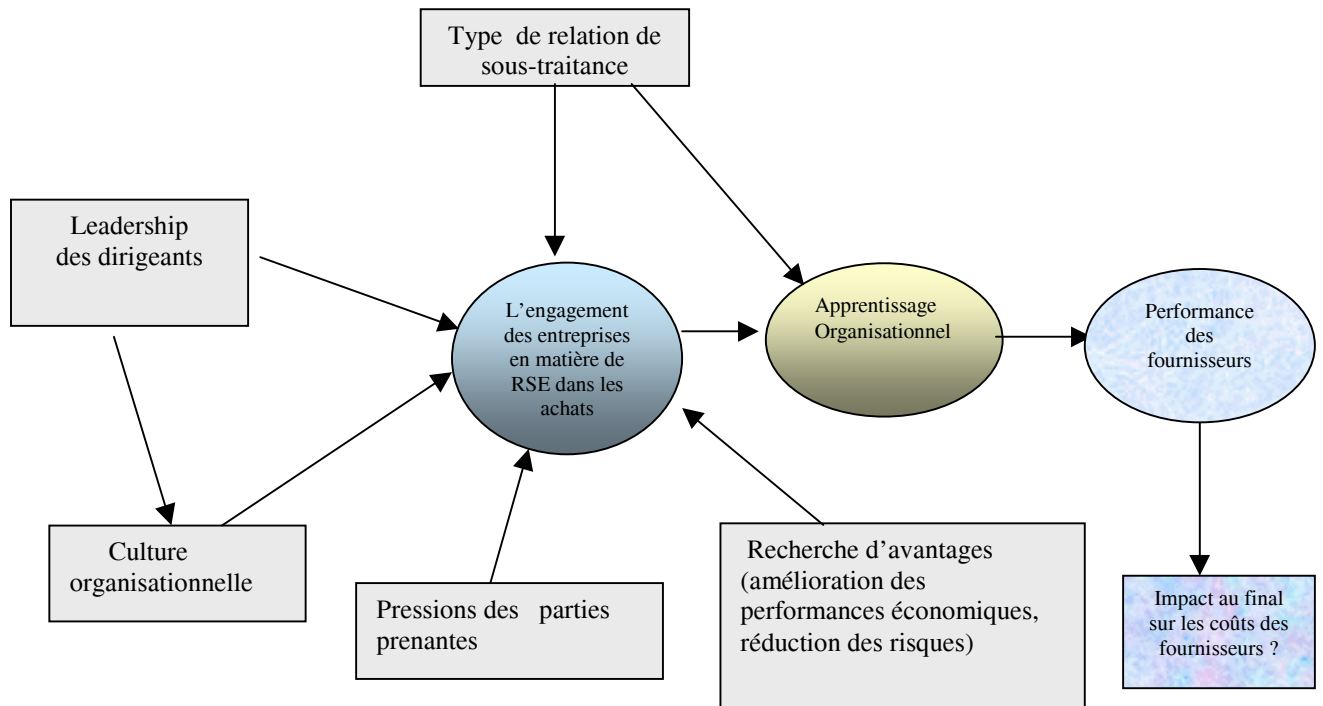 Type de relation de
sous-traitance
Leadership
des dirigeants
L’engagement
des entreprises
en matière de
RSE dans les
achats
Apprentissage
Organisationnel
Performance
des
fournisseurs
Culture
organisationnelle
Pressions des parties
prenantes
Recherche d’avantages
(amélioration des
performances économiques,
réduction des risques)
Impact au final
sur les coûts des
fournisseurs ?